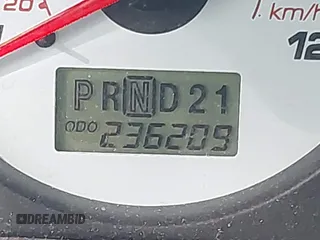 20
1. km/h
12
PRND21
ODO 236209
DREAMBID